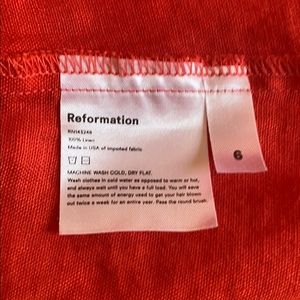 Reformation
100% Linen
Made in USA of imported fabric
MACHINE WASH COLD, DRY FLAT.
Wash clothes in cold water as opposed to warm or hot,
and always wait until you have a full load. You will save
the same amount of energy used to get your hair blown
out twice a week for an entire year. Pass the round brush.
6